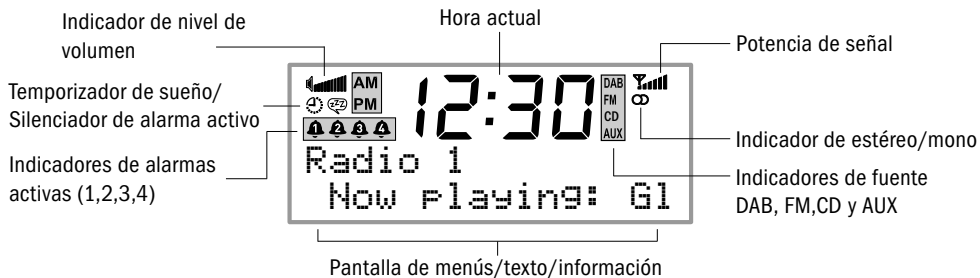 Indicador de nivel de
volumen
Hora actual
Potencia de señal
Temporizador de sueño/
Silenciador de alarma activo
Indicadores de alarmas
activas (1,2,3,4)
AM
PM
12:30
DAB
FM
CD
AUX
zZZ
1 2 3 4
Radio 1
Now playing: Gl
Indicador de estéreo/mono
Indicadores de fuente
DAB, FM,CD y AUX
Pantalla de menús/texto/información